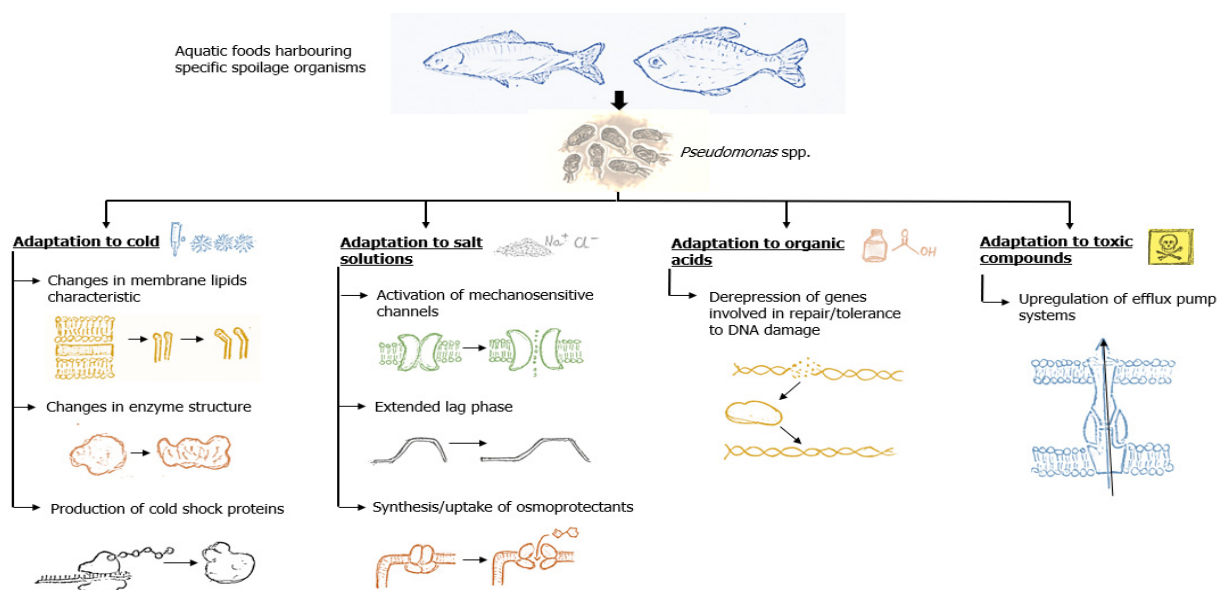 Aquatic foods harbouring
specific spoilage organisms
Pseudomonas spp.
Adaptation to cold
Changes in membrane lipids
characteristic
Changes in enzyme structure
Production of cold shock proteins
Adaptation to salt
solutions
Na+ Cl−
Activation of mechanosensitive
channels
Extended lag phase
Synthesis/uptake of osmoprotectants
Adaptation to organic
acids
OH
Derepression of genes
involved in repair/tolerance
to DNA damage
Adaptation to toxic
compounds
Upregulation of efflux pump
systems